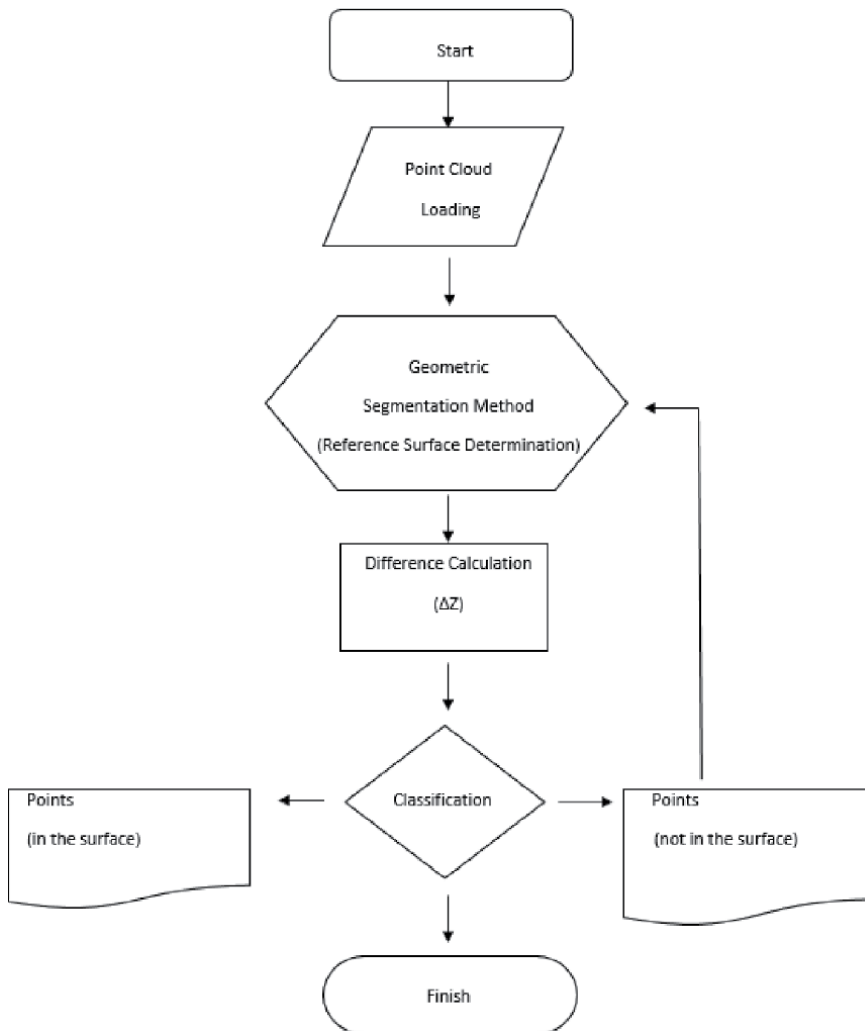 Start
Point Cloud
Loading
Geometric
Segmentation Method
(Reference Surface Determination)
Difference Calculation
(ΔZ)
Classification
Points
(in the surface)
Points
(not in the surface)
Finish